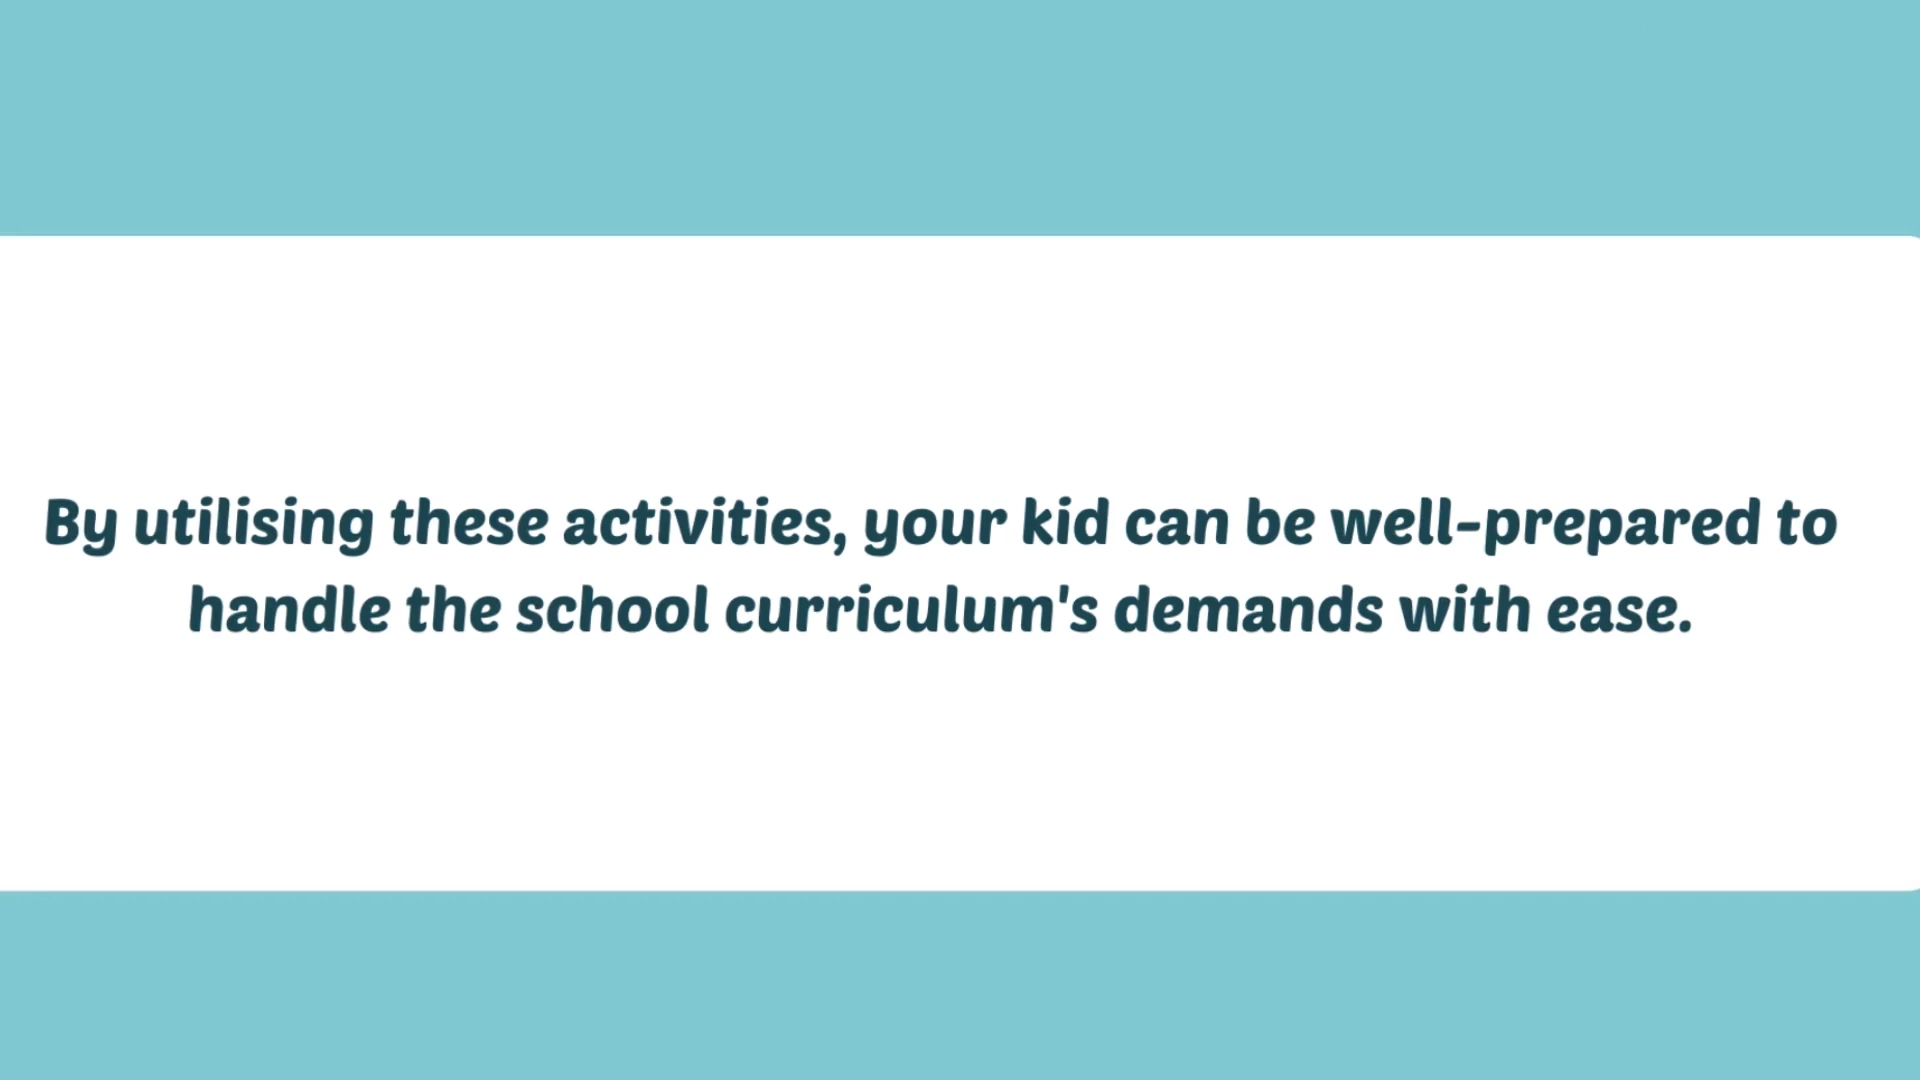 By utilising these activities, your kid can be well-prepared to
handle the school curriculum's demands with ease.